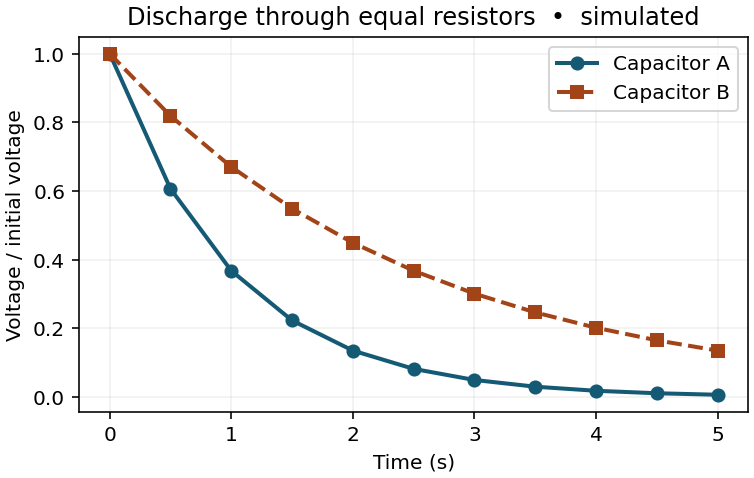 Discharge through equal resistors • simulated
Capacitor A
Capacitor B
Voltage / initial voltage
1.0
0.8
0.6
0.4
0.2
0.0
0 1 2 3 4 5
Time (s)